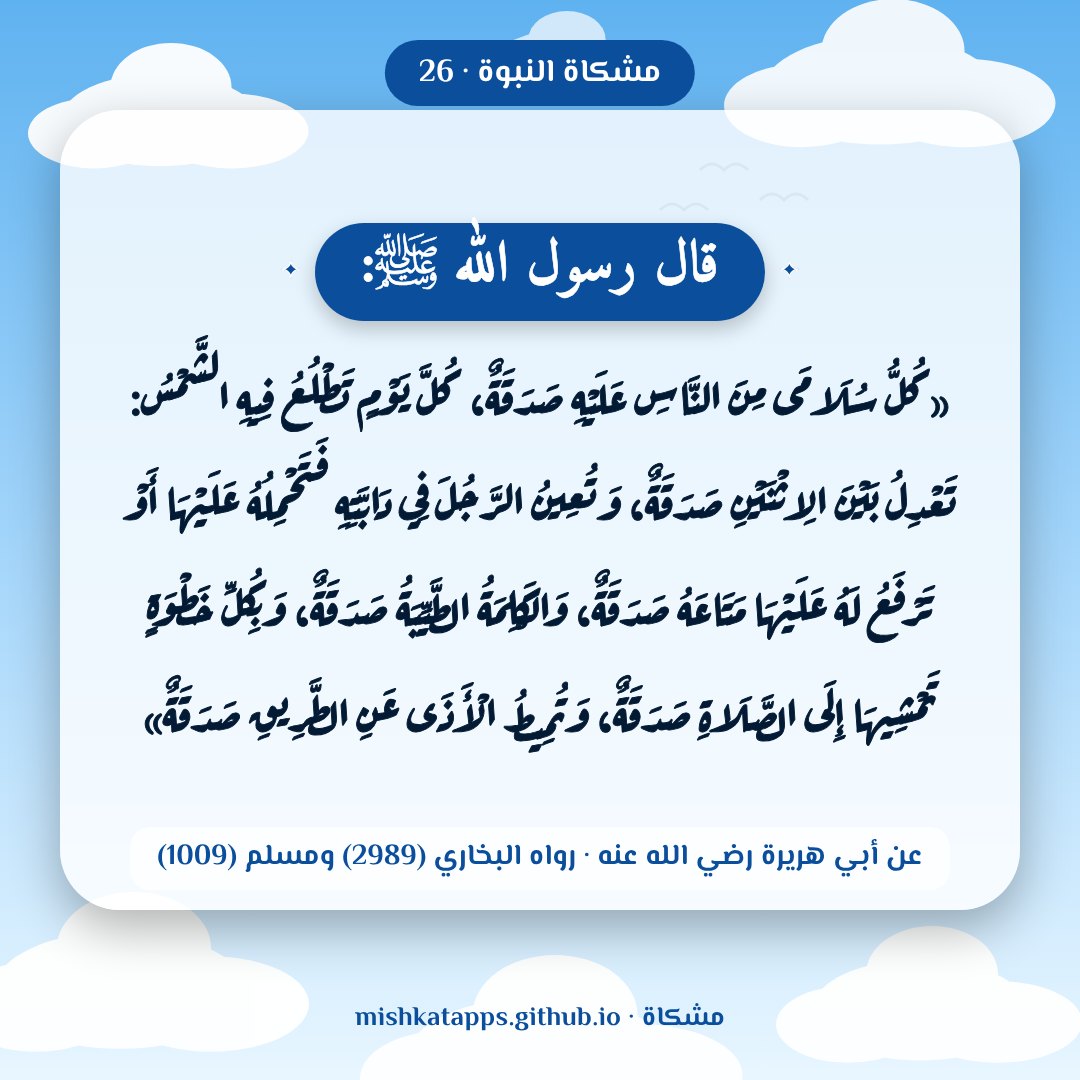 مشكاة النبوة · 26
قال رسول الله ﷺ:
«كُلُّ سُلَامَى مِنَ النَّاسِ عَلَيْهِ صَدَقَةٌ، كُلَّ يَوْمٍ تَطْلُعُ فِيهِ الشَّمْسُ:
تَعْدِلُ بَيْنَ الِاثْنَيْنِ صَدَقَةٌ، وَتُعِينُ الرَّجُلَ فِي دَابَّتِهِ فَتَحْمِلُهُ عَلَيْهَا أَوْ
تَرْفَعُ لَهُ عَلَيْهَا مَتَاعَهُ صَدَقَةٌ، وَالْكَلِمَةُ الطَّيِّبَةُ صَدَقَةٌ، وَبِكُلِّ خَطْوَةٍ
تَمْشِيهَا إِلَى الصَّلَاةِ صَدَقَةٌ، وَتُمِيطُ الْأَذَى عَنِ الطَّرِيقِ صَدَقَةٌ»
عن أبي هريرة رضي الله عنه · رواه البخاري (2989) ومسلم (1009)
مشكاة · mishkatapps.github.io